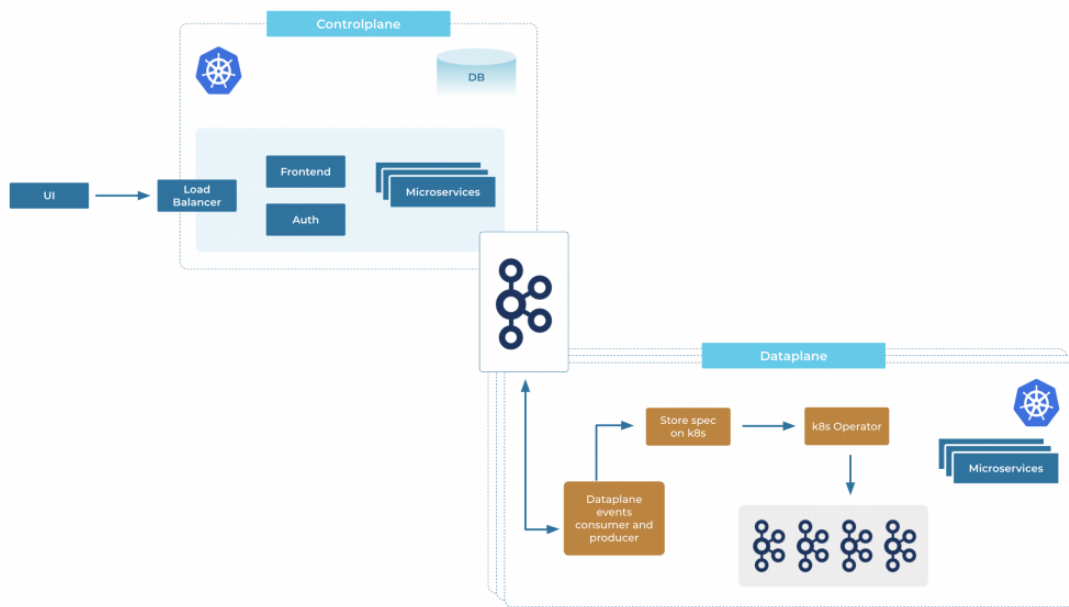 Controlplane
DB
Frontend
UI
Load
Balancer
Microservices
Auth
Dataplane
Store spec
on k8s
k8s Operator
Microservices
Dataplane
events
consumer and
producer